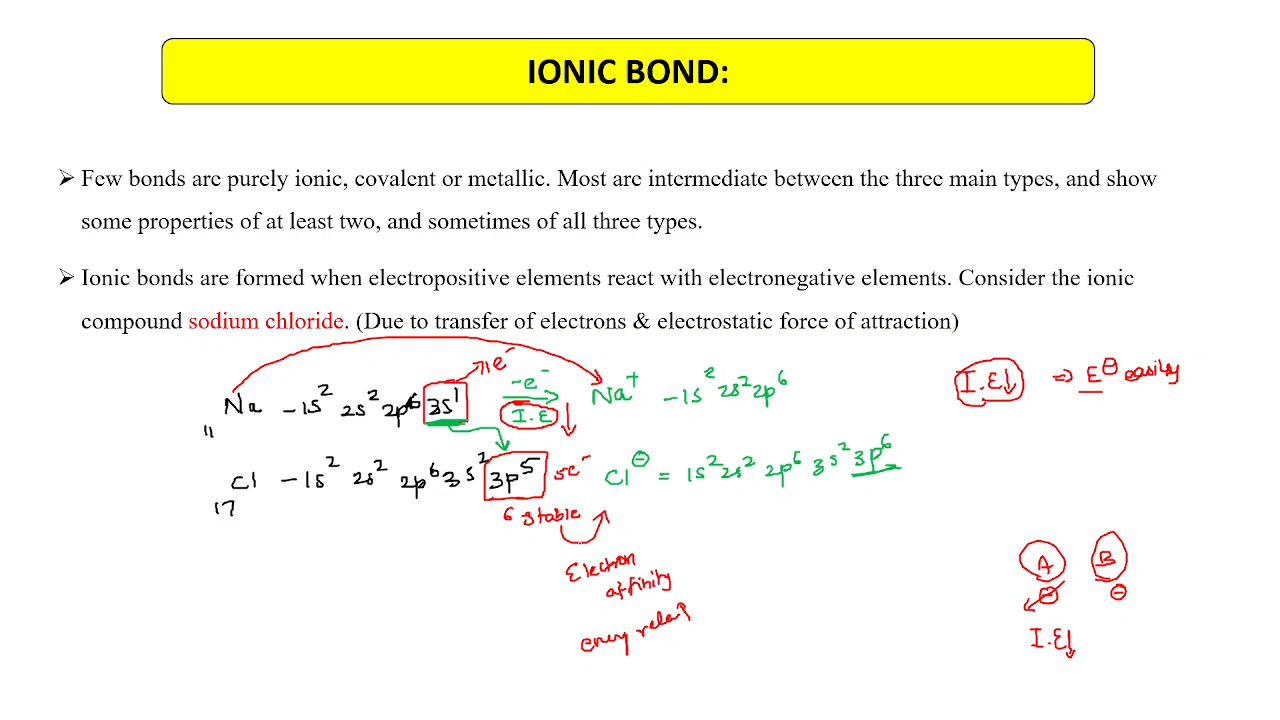 IONIC BOND:
➢ Few bonds are purely ionic, covalent or metallic. Most are intermediate between the three main types, and show
some properties of at least two, and sometimes of all three types.
➢ Ionic bonds are formed when electropositive elements react with electronegative elements. Consider the ionic
compound sodium chloride. (Due to transfer of electrons & electrostatic force of attraction)
1e⁻
Na – 1s² 2s² 2p⁶ 3s¹
11
-e⁻
I.E
Na⁺ – 1s² 2s² 2p⁶
I.E↓ ⇒ E⊖ easily
Cl – 1s² 2s² 2p⁶ 3s² 3p⁵ 5e⁻
17
Cl⊖ = 1s² 2s² 2p⁶ 3s² 3p⁶
6 stable
Electron
affinity
A B
⊖ ⊖
I.E↓